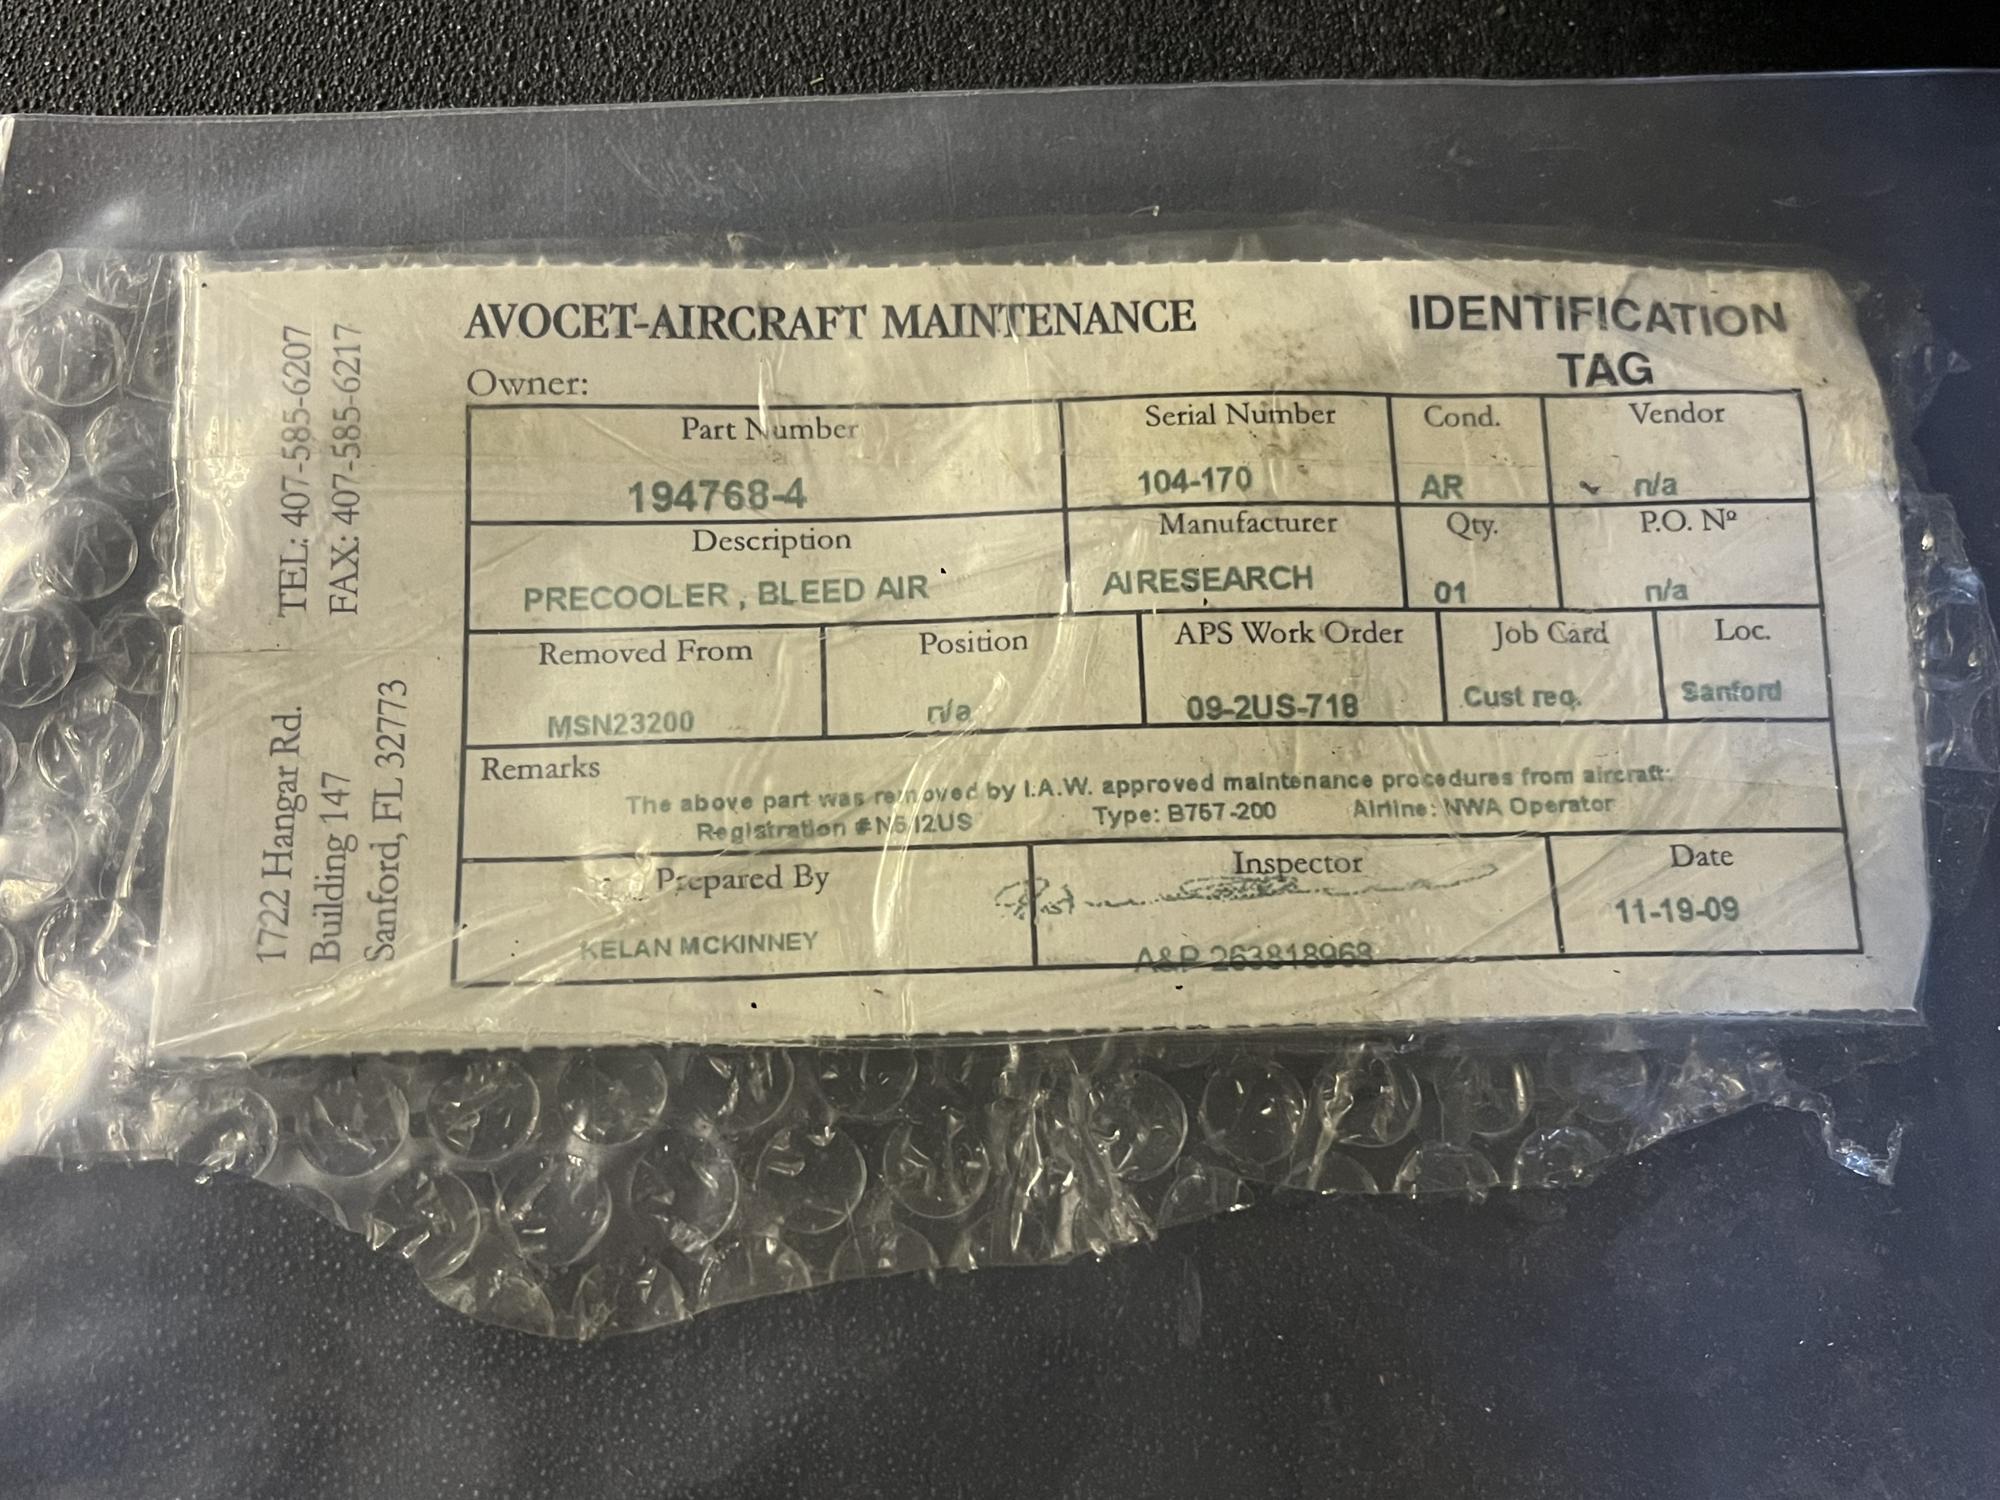 AVOCET-AIRCRAFT MAINTENANCE
IDENTIFICATION
TAG
Owner:
Part Number
194768-4
Serial Number
104-170
Cond.
AR
Vendor
n/a
Description
PRECOOLER , BLEED AIR
Manufacturer
AIRESEARCH
Qty.
01
P.O. Nº
n/a
Removed From
MSN23200
Position
n/a
APS Work Order
09-2US-718
Job Card
Cust req.
Loc.
Sanford
Remarks
The above part was removed by I.A.W. approved maintenance procedures from aircraft:
Registration # Type: B757-200 Airline: NWA Operator
Prepared By
KELAN MCKINNEY
Inspector
A&P 263818968
Date
11-19-09
TEL: 407-585-6207
FAX: 407-585-6217
1722 Hangar Rd.
Building 147
Sanford, FL 32773